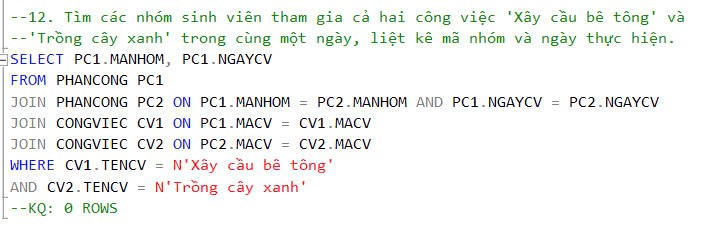 --12. Tìm các nhóm sinh viên tham gia cả hai công việc 'Xây cầu bê tông' và
--'Trồng cây xanh' trong cùng một ngày, liệt kê mã nhóm và ngày thực hiện.
SELECT PC1.MANHOM, PC1.NGAYCV
FROM PHANCONG PC1
JOIN PHANCONG PC2 ON PC1.MANHOM = PC2.MANHOM AND PC1.NGAYCV = PC2.NGAYCV
JOIN CONGVIEC CV1 ON PC1.MACV = CV1.MACV
JOIN CONGVIEC CV2 ON PC2.MACV = CV2.MACV
WHERE CV1.TENCV = N'Xây cầu bê tông'
AND CV2.TENCV = N'Trồng cây xanh'
--KQ: 0 ROWS